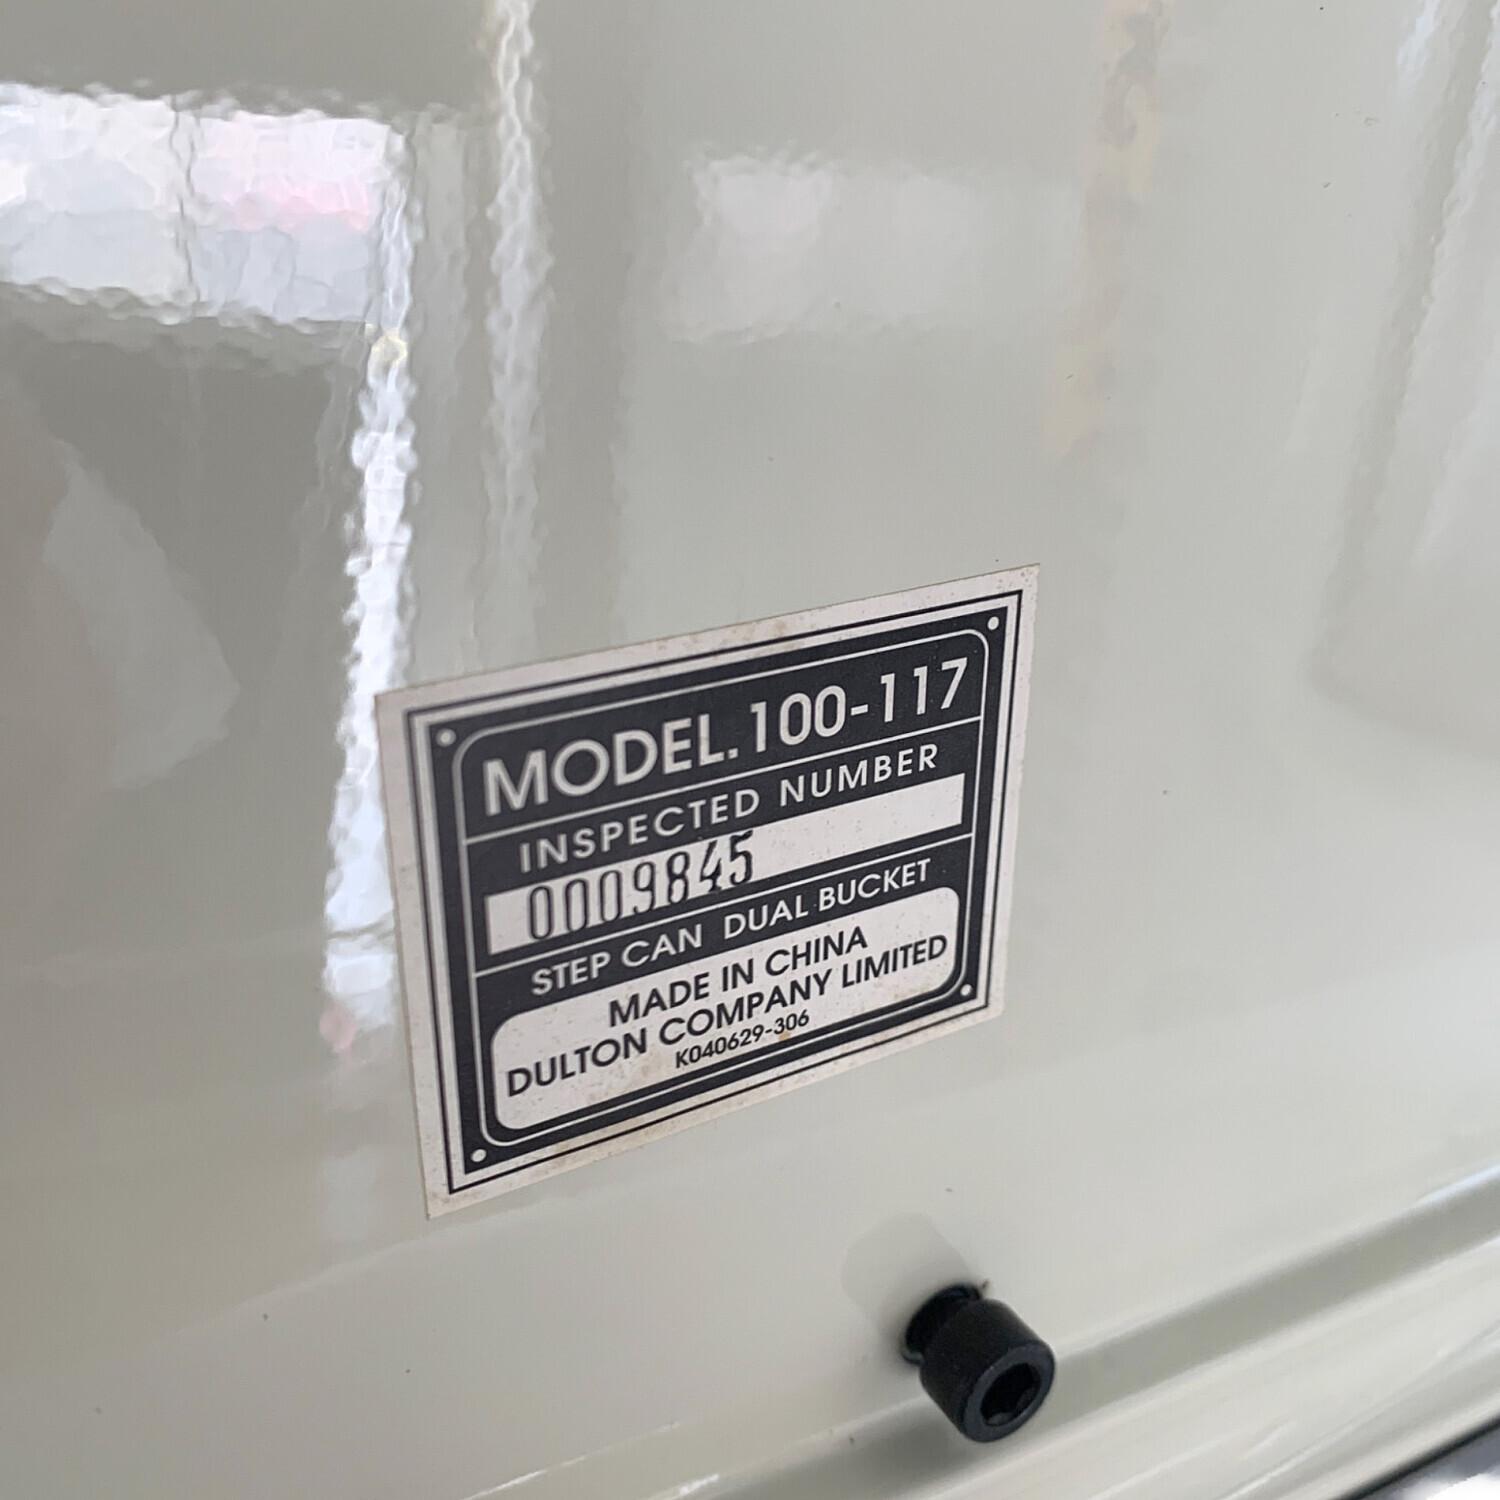 MODEL.100-117
INSPECTED NUMBER
0009845
STEP CAN DUAL BUCKET
MADE IN CHINA
DULTON COMPANY LIMITED
K040629-306